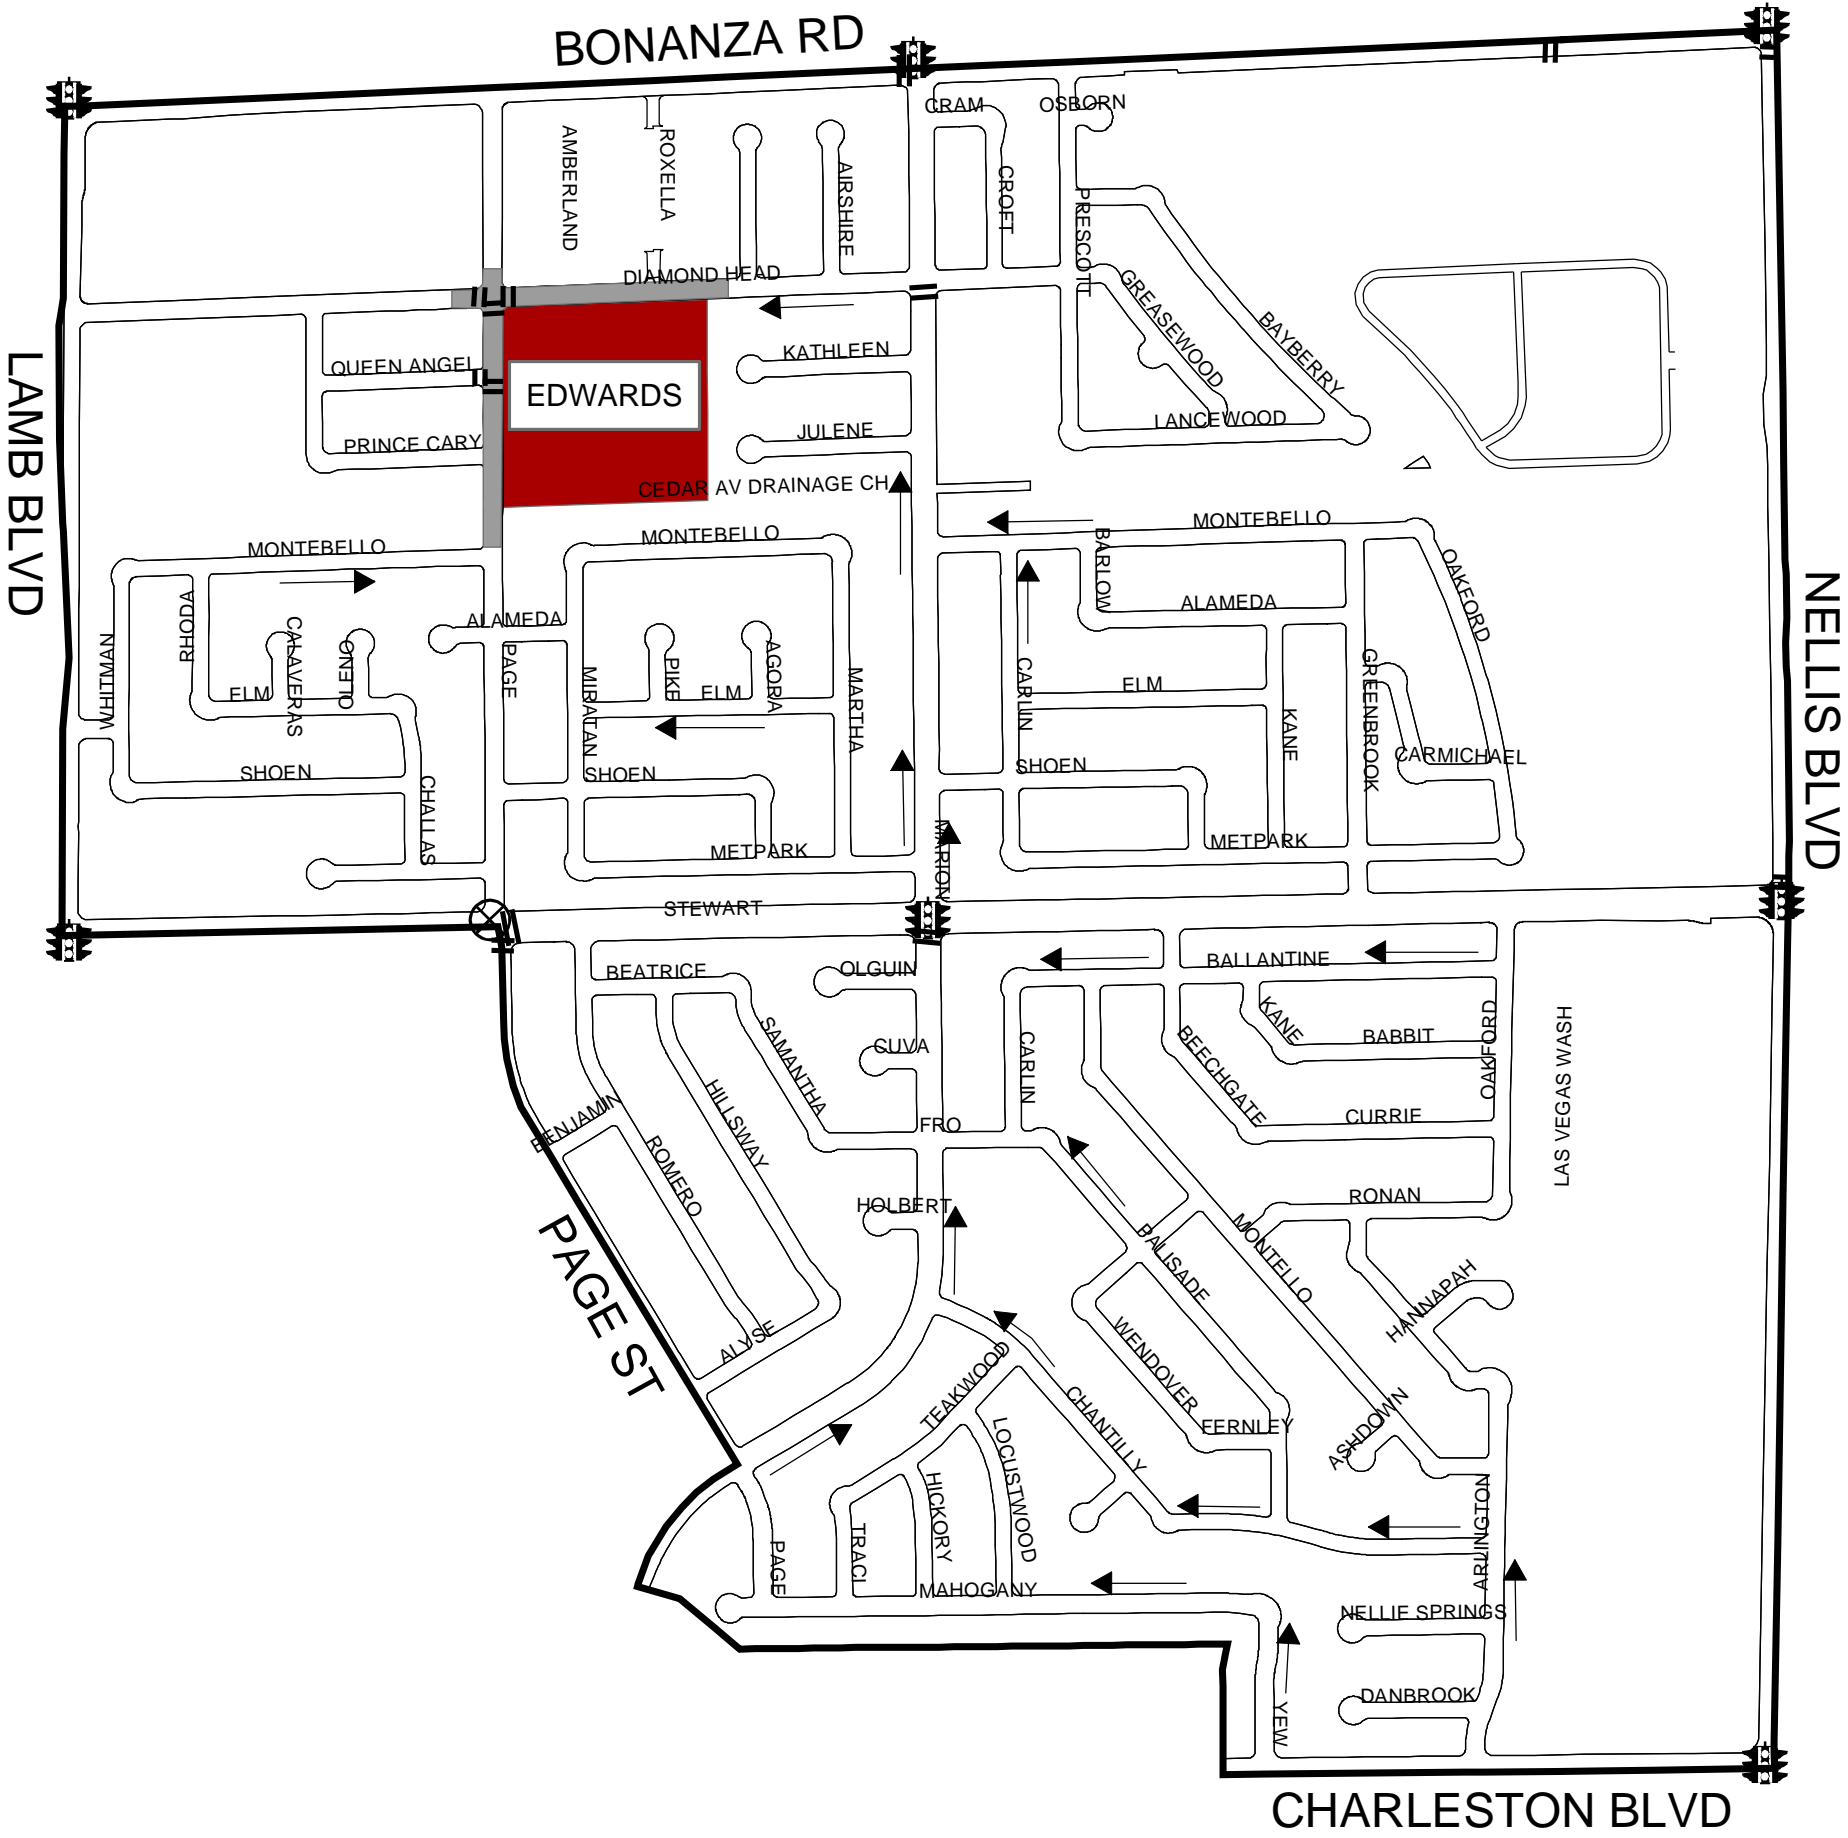 BONANZA RD
CRAM
OSBORN
AMBERLAND
ROXELLA
AIRSHIRE
CROFT
PRESCOTT
DIAMOND HEAD
GREASEWOOD
BAYBERRY
QUEEN ANGEL
EDWARDS
KATHLEEN
LANCEWOOD
PRINCE CARY
JULENE
CEDAR AV DRAINAGE CH
LAMB BLVD
MONTEBELLO
MONTEBELLO
MONTEBELLO
BARLOW
OAKFORD
NELLIS BLVD
WHITMAN
RHODA
CALAVERAS
ONEIDA
ALAMEDA
ALAMEDA
PAGE
MIRATAN
PIKE
AGORA
MARTHA
CARLIN
ELM
ELM
ELM
KANE
GREENBROOK
CARMICHAEL
SHOEN
SHOEN
SHOEN
CHALLAS
METPARK
METPARK
MARION
STEWART
BEATRICE
OLGUIN
BALLANTINE
SAMANTHA
CUVA
CARLIN
BEECHGATE
KANE
BABBIT
OAKFORD
LAS VEGAS WASH
HILLSWAY
BENJAMIN
ROMERO
FRO
CURRIE
HOLBERT
RONAN
PAGE ST
BALISADE
MONTELLO
HANNAPAH
ALYSE
WENDOVER
TEAKWOOD
CHANTILLY
FERNLEY
ASHDOWN
LOCUSTWOOD
HICKORY
TRACI
PAGE
ARLINGTON
MAHOGANY
NELLIE SPRINGS
DANBROOK
YEW
CHARLESTON BLVD